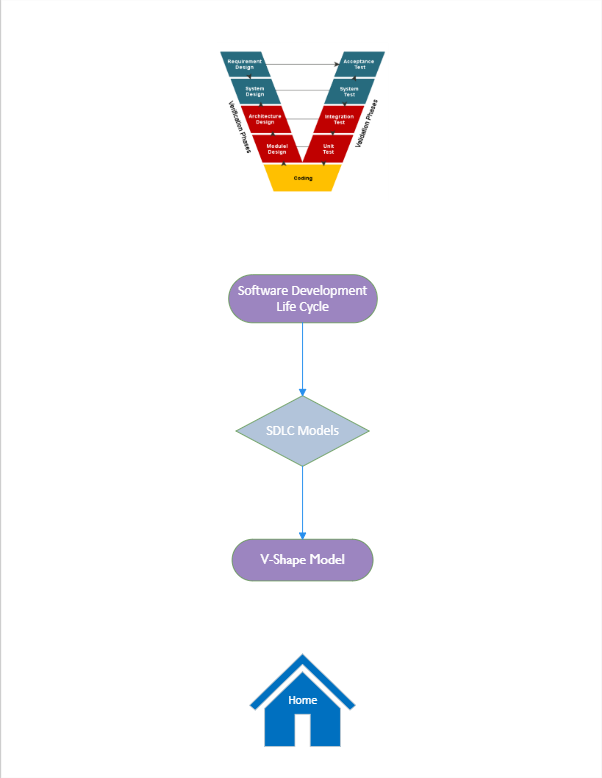 Requirement
Design
Acceptance
Test
System
Design
System
Test
Architecture
Design
Integration
Test
Modulel
Design
Unit
Test
Verification Phases
Validation Phases
Coding
Software Development
Life Cycle
SDLC Models
V-Shape Model
Home